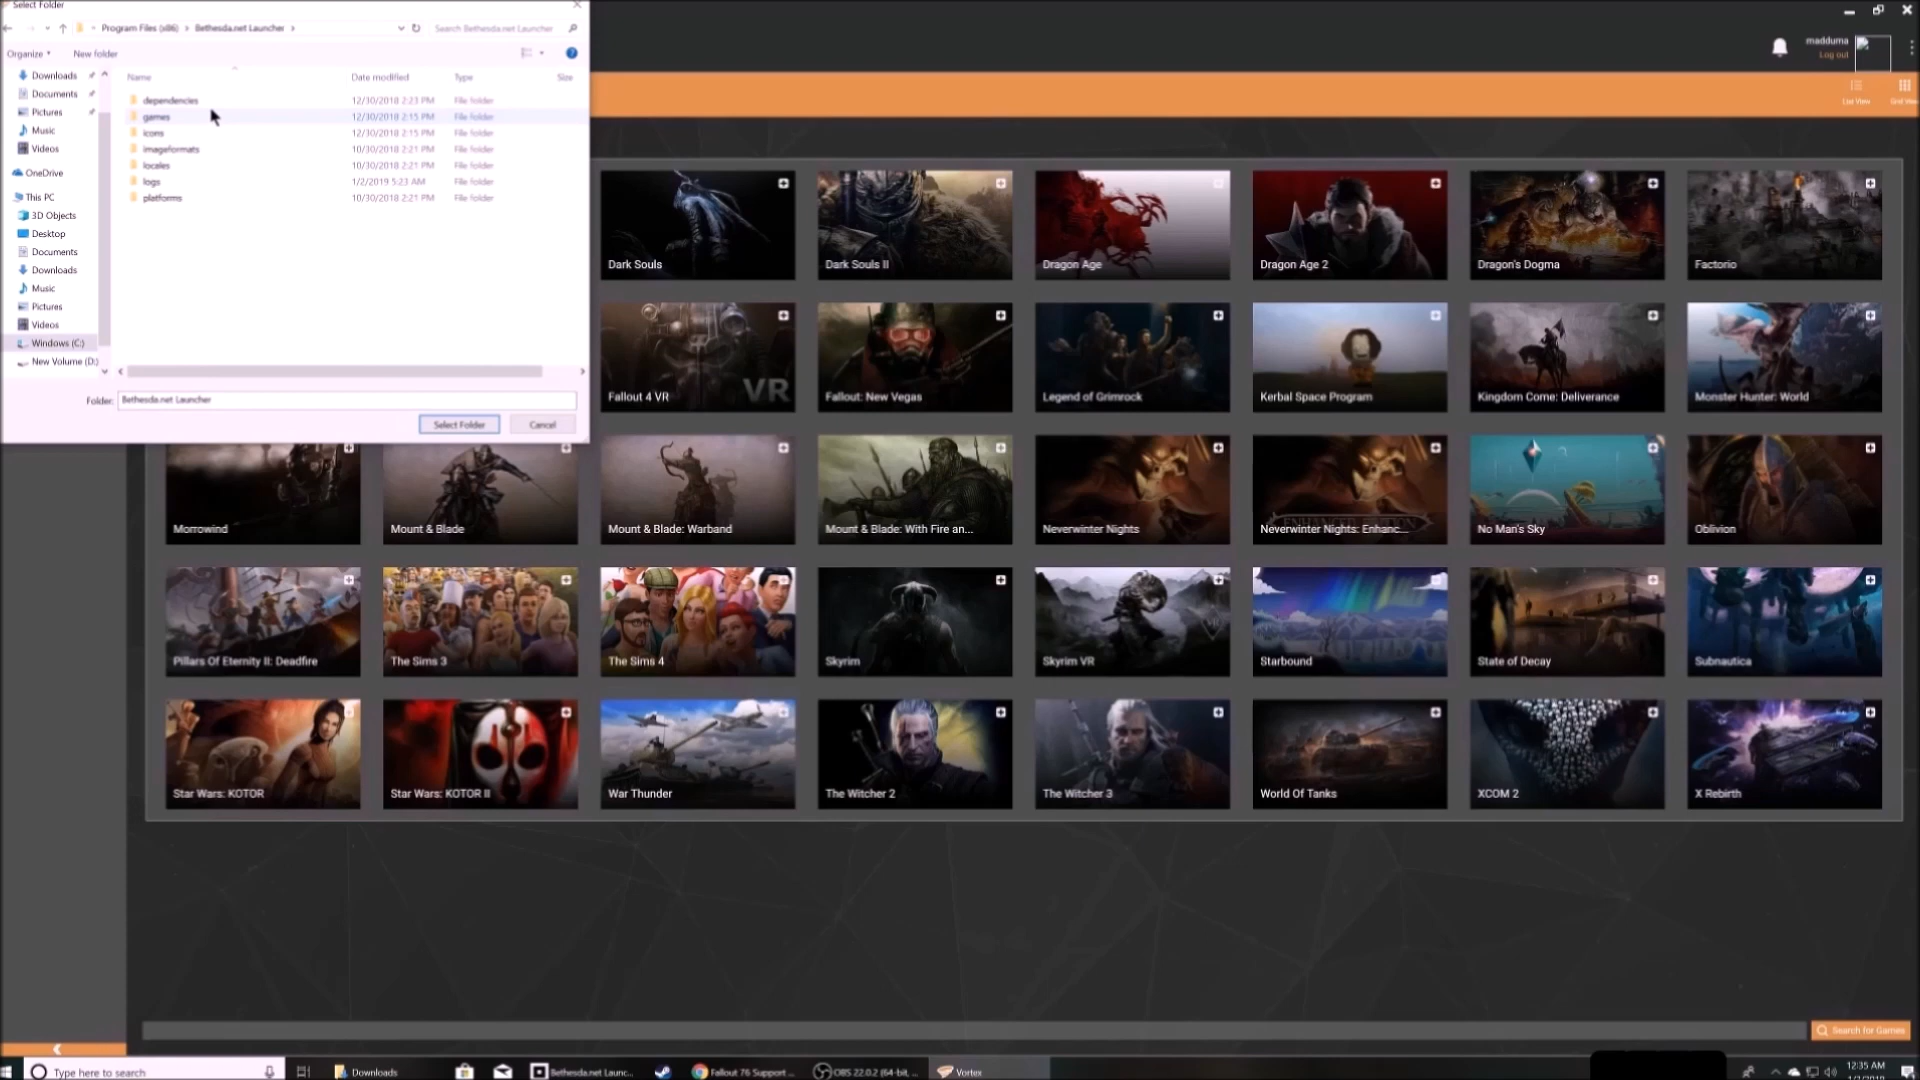 Select Folder
Program Files (x86) > Bethesda.net Launcher >
Search Bethesda.net Launcher
Organize
New folder
Name
Date modified
Type
Size
Downloads
Documents
Pictures
Music
Videos
OneDrive
This PC
3D Objects
Desktop
Documents
Downloads
Music
Pictures
Videos
Windows (C:)
New Volume (D:)
dependencies 12/30/2018 2:23 PM File folder
games 12/30/2018 2:15 PM File folder
icons 12/30/2018 2:15 PM File folder
imageformats 10/30/2018 2:21 PM File folder
locales 10/30/2018 2:21 PM File folder
logs 1/2/2019 5:23 AM File folder
platforms 10/30/2018 2:21 PM File folder
Folder: Bethesda.net Launcher
Select Folder
Cancel
madduma
Log out
List View
Grid View
Dark Souls
Dark Souls II
Dragon Age
Dragon Age 2
Dragon's Dogma
Factorio
VR
Fallout 4 VR
Fallout: New Vegas
Legend of Grimrock
Kerbal Space Program
Kingdom Come: Deliverance
Monster Hunter: World
Morrowind
Mount & Blade
Mount & Blade: Warband
Mount & Blade: With Fire an...
Neverwinter Nights
Neverwinter Nights: Enhanc...
No Man's Sky
Oblivion
Pillars Of Eternity II: Deadfire
The Sims 3
The Sims 4
Skyrim
Skyrim VR
Starbound
State of Decay
Subnautica
Star Wars: KOTOR
Star Wars: KOTOR II
War Thunder
The Witcher 2
The Witcher 3
World Of Tanks
XCOM 2
X Rebirth
Search for Games
Type here to search
Downloads
Bethesda.net Launc...
Fallout 76 Support ...
OBS 22.0.2 (64-bit, ...
Vortex
12:35 AM